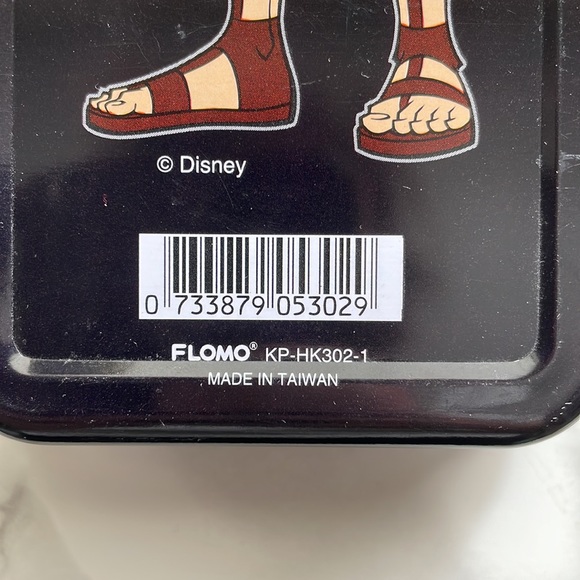 © Disney
0 733879 053029
FLOMO® KP-HK302-1
MADE IN TAIWAN